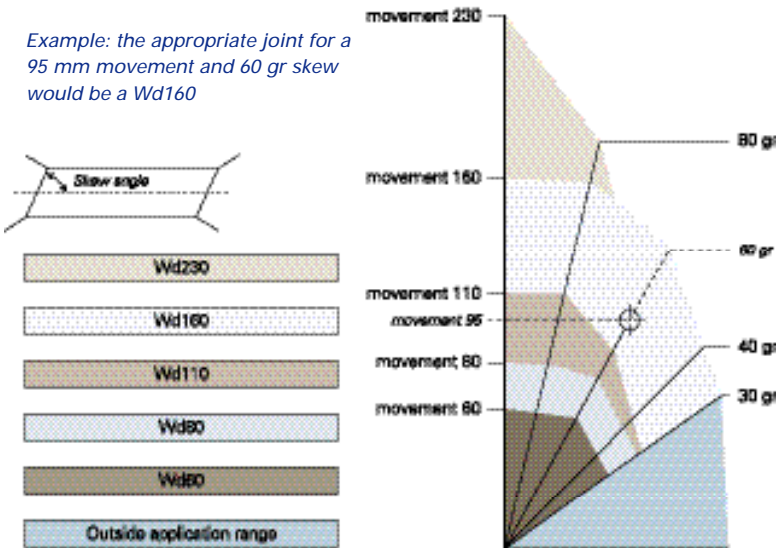 Example: the appropriate joint for a
95 mm movement and 60 gr skew
would be a Wd160
Skew angle
Wd230
Wd160
Wd110
Wd80
Wd60
Outside application range
movement 230
movement 160
movement 110
movement 95
movement 80
movement 60
80 gr
60 gr
40 gr
30 gr